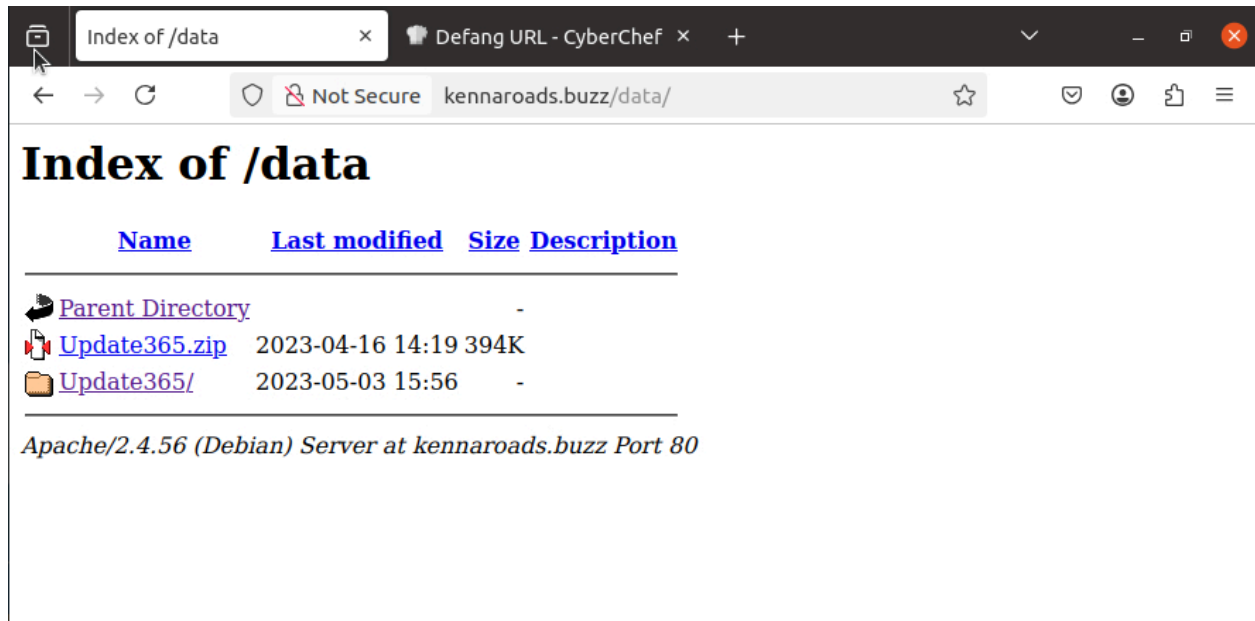 Index of /data
Defang URL - CyberChef
Not Secure kennaroads.buzz/data/
Index of /data
Name Last modified Size Description
Parent Directory -
Update365.zip 2023-04-16 14:19 394K
Update365/ 2023-05-03 15:56 -
Apache/2.4.56 (Debian) Server at kennaroads.buzz Port 80